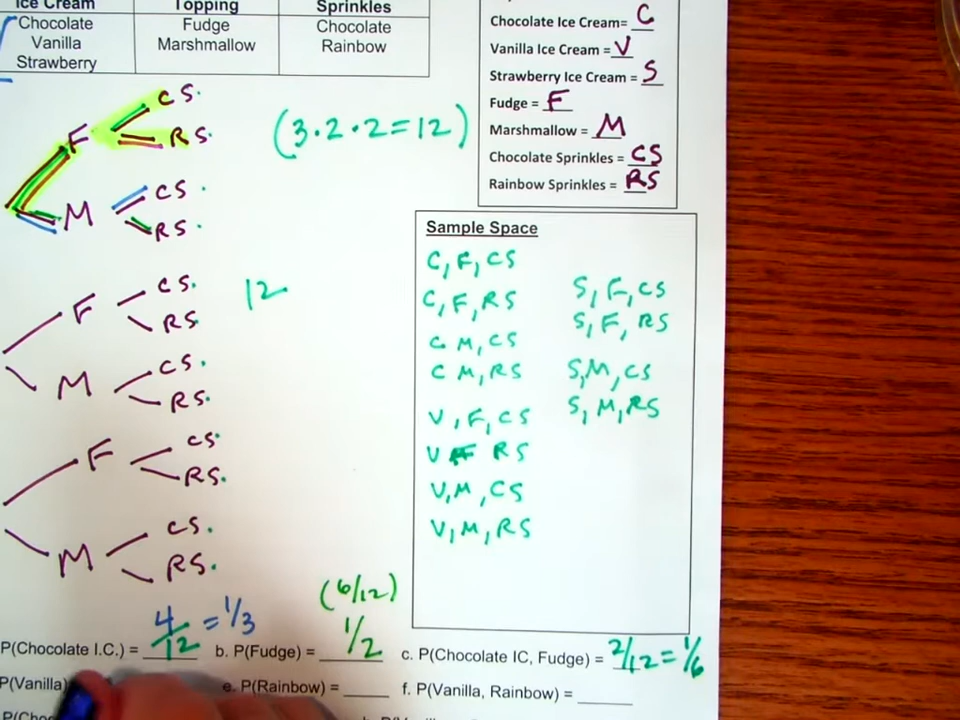 Ice Cream Topping Sprinkles
Chocolate Fudge Chocolate
Vanilla Marshmallow Rainbow
Strawberry
Chocolate Ice Cream= C
Vanilla Ice Cream = V
Strawberry Ice Cream = S
Fudge = F
Marshmallow = M
Chocolate Sprinkles = CS
Rainbow Sprinkles = RS
F CS.
RS.
M CS.
RS.
(3·2·2=12)
F CS.
RS.
M CS.
RS.
12
F CS.
RS.
M CS.
RS.
Sample Space
C, F, CS
C, F, RS
C M, CS
C M, RS
V, F, CS
V F RS
V, M, CS
V, M, RS
S, F, CS
S, F, RS
S, M, CS
S, M, RS
P(Chocolate I.C.) = 4/12 = 1/3
b. P(Fudge) = (6/12) 1/2
c. P(Chocolate IC, Fudge) = 2/12 = 1/6
P(Vanilla)
e. P(Rainbow) = ____
f. P(Vanilla, Rainbow) = ____